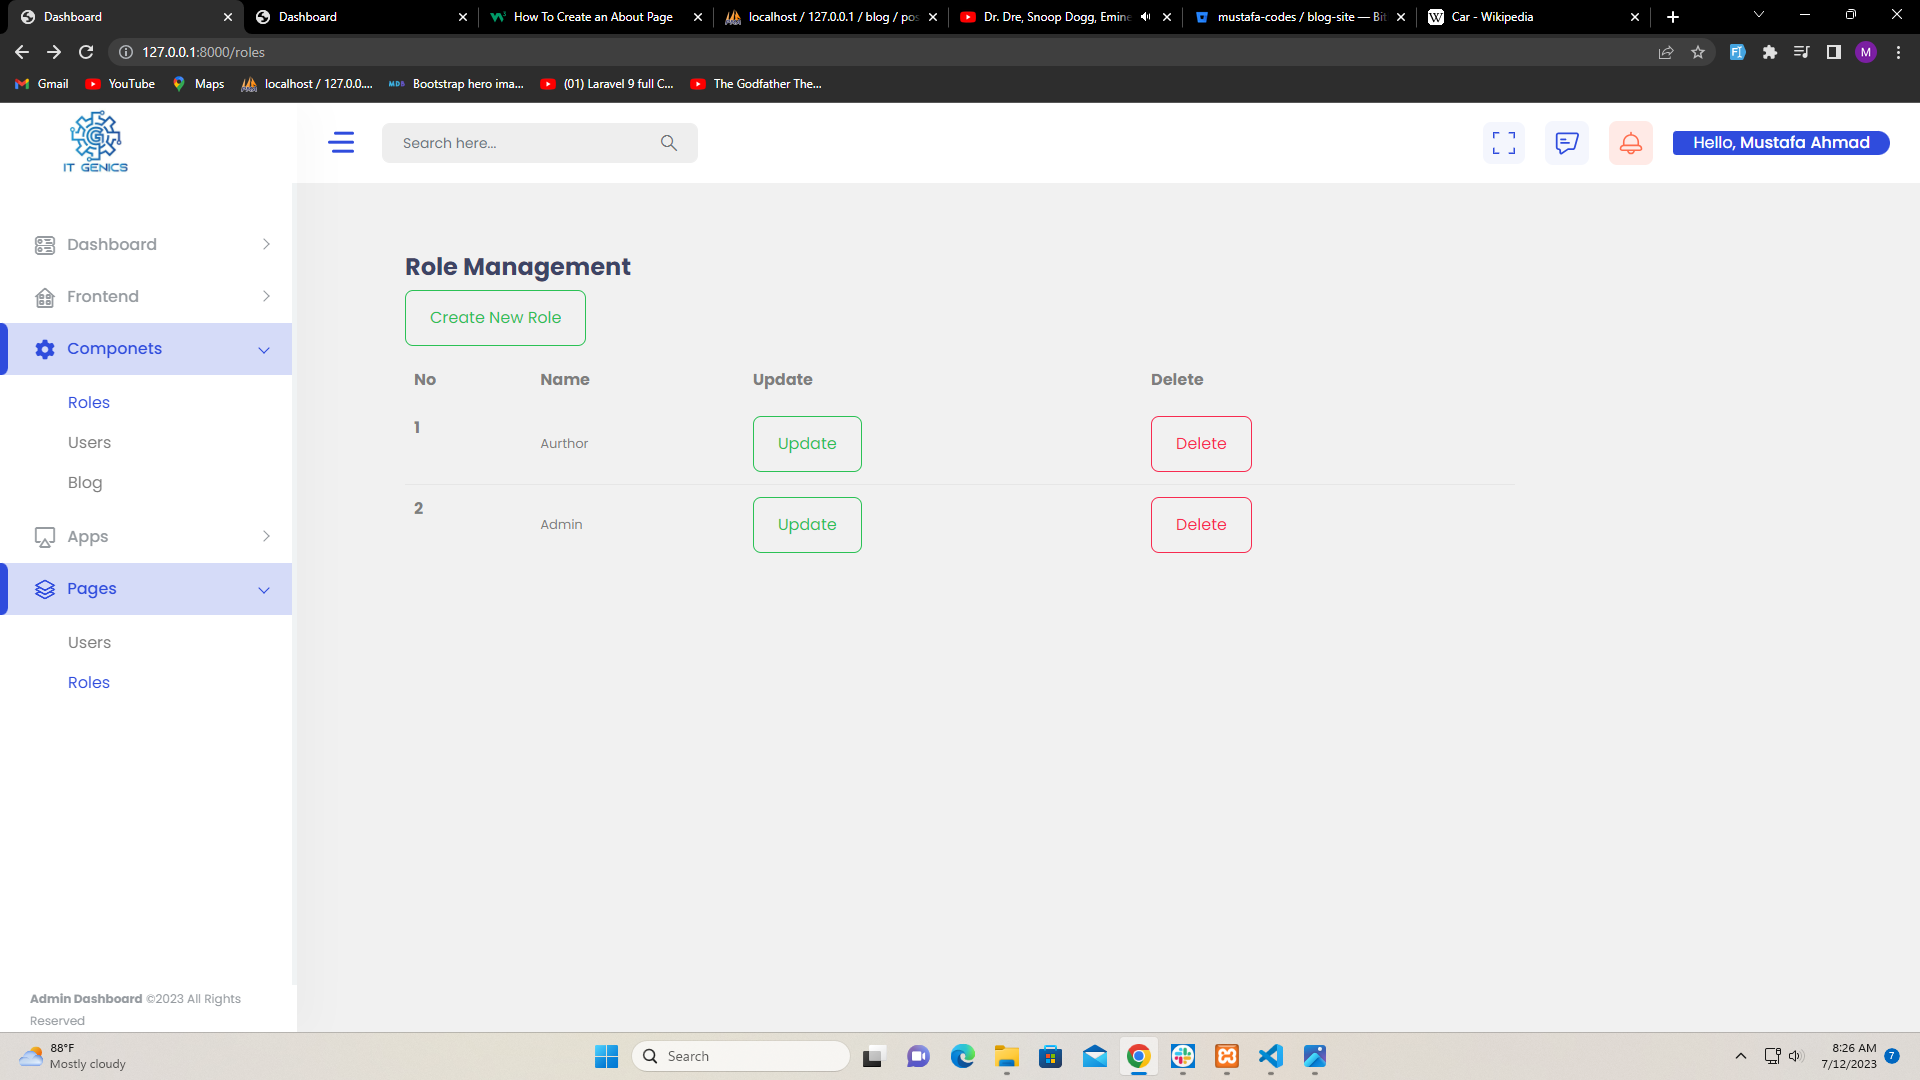 Dashboard
Dashboard
How To Create an About Page
localhost / 127.0.0.1 / blog / pos
Dr. Dre, Snoop Dogg, Emine
mustafa-codes / blog-site — Bit
Car - Wikipedia
127.0.0.1:8000/roles
M
Gmail
YouTube
Maps
localhost / 127.0.0....
MDB
Bootstrap hero ima...
(01) Laravel 9 full C...
The Godfather The...
IT GENICS
Search here...
Hello, Mustafa Ahmad
Dashboard
Frontend
Componets
Roles
Users
Blog
Apps
Pages
Users
Roles
Role Management
Create New Role
No Name Update Delete
1 Aurthor Update Delete
2 Admin Update Delete
Admin Dashboard ©2023 All Rights
Reserved
88°F
Mostly cloudy
Search
8:26 AM
7/12/2023
7